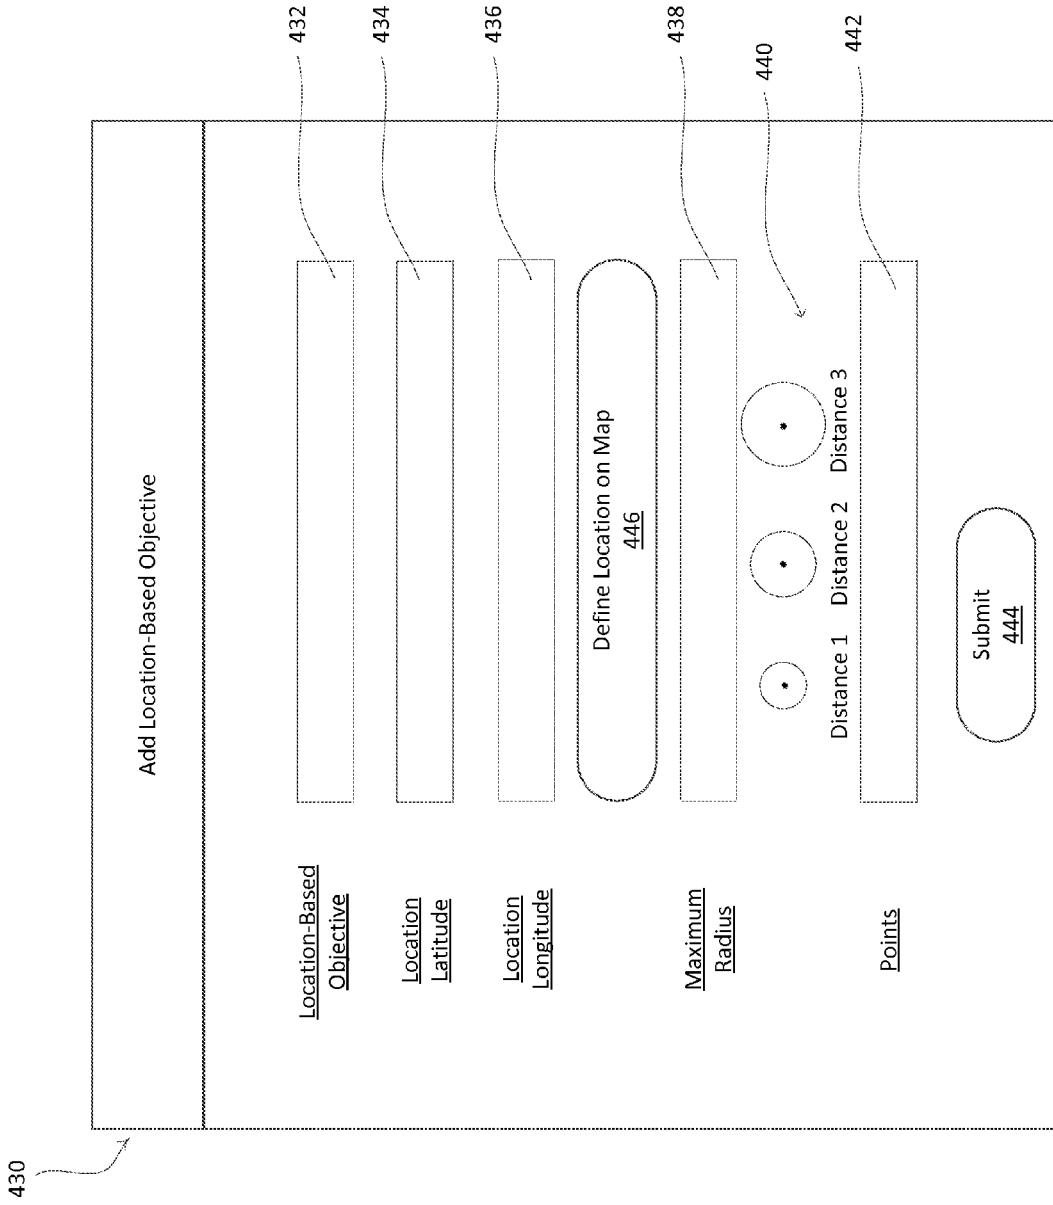 430
Add Location-Based Objective
Location-Based
Objective
432
Location
Latitude
434
Location
Longitude
436
Define Location on Map
446
Maximum
Radius
438
440
Distance 1
Distance 2
Distance 3
Points
442
Submit
444